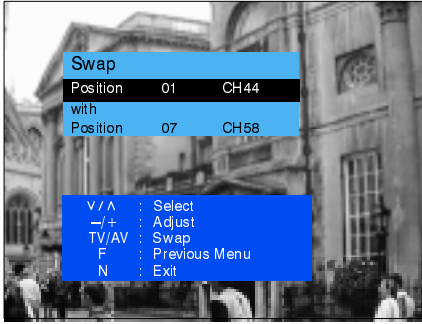 Swap
Position 01 CH44
with
Position 07 CH58
V / Λ : Select
–/+ : Adjust
TV/AV : Swap
F : Previous Menu
N : Exit